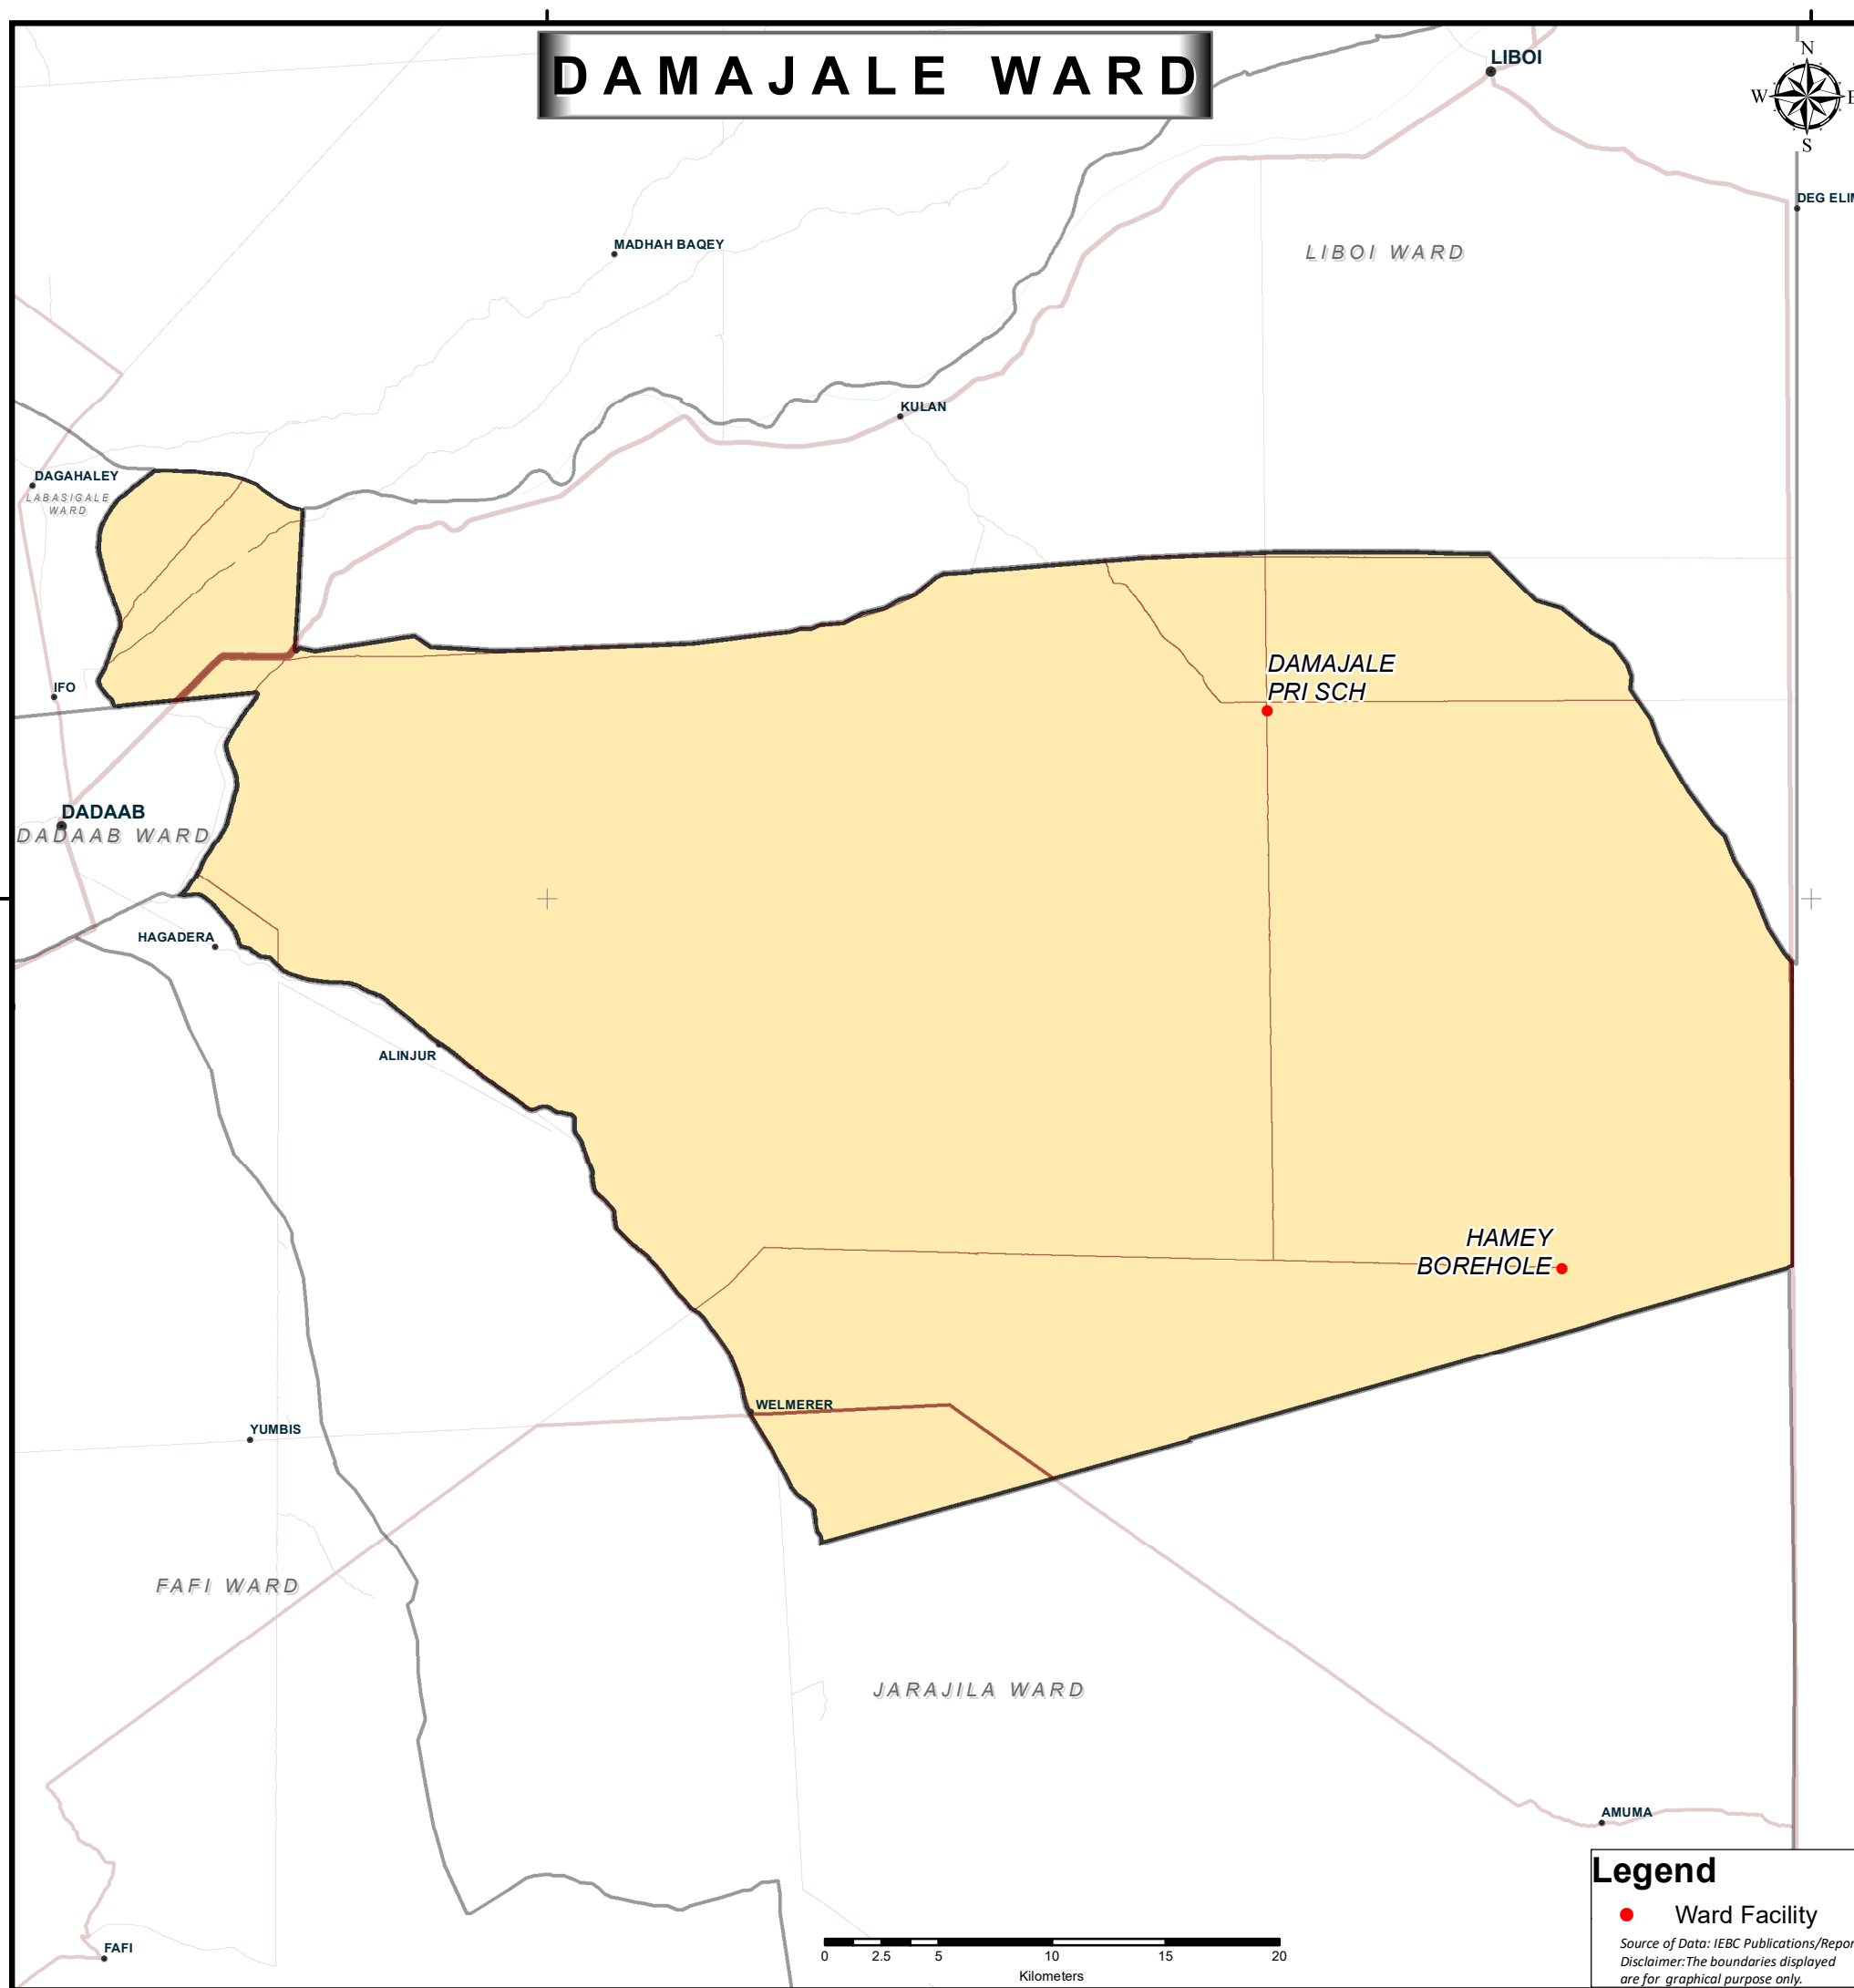 DAMAJALE WARD
LIBOI
N
W
E
S
DEG ELIM
MADHAH BAQEY
LIBOI WARD
KULAN
DAGAHALEY
LABASIGALE
WARD
DAMAJALE
PRI SCH
IFO
DADAAB
DADAAB WARD
HAGADERA
ALINJUR
HAMEY
BOREHOLE
WELMERER
YUMBIS
FAFI WARD
JARAJILA WARD
AMUMA
Legend
Ward Facility
FAFI
Source of Data: IEBC Publications/Repor
Disclaimer:The boundaries displayed
are for graphical purpose only.
0 2.5 5 10 15 20
Kilometers